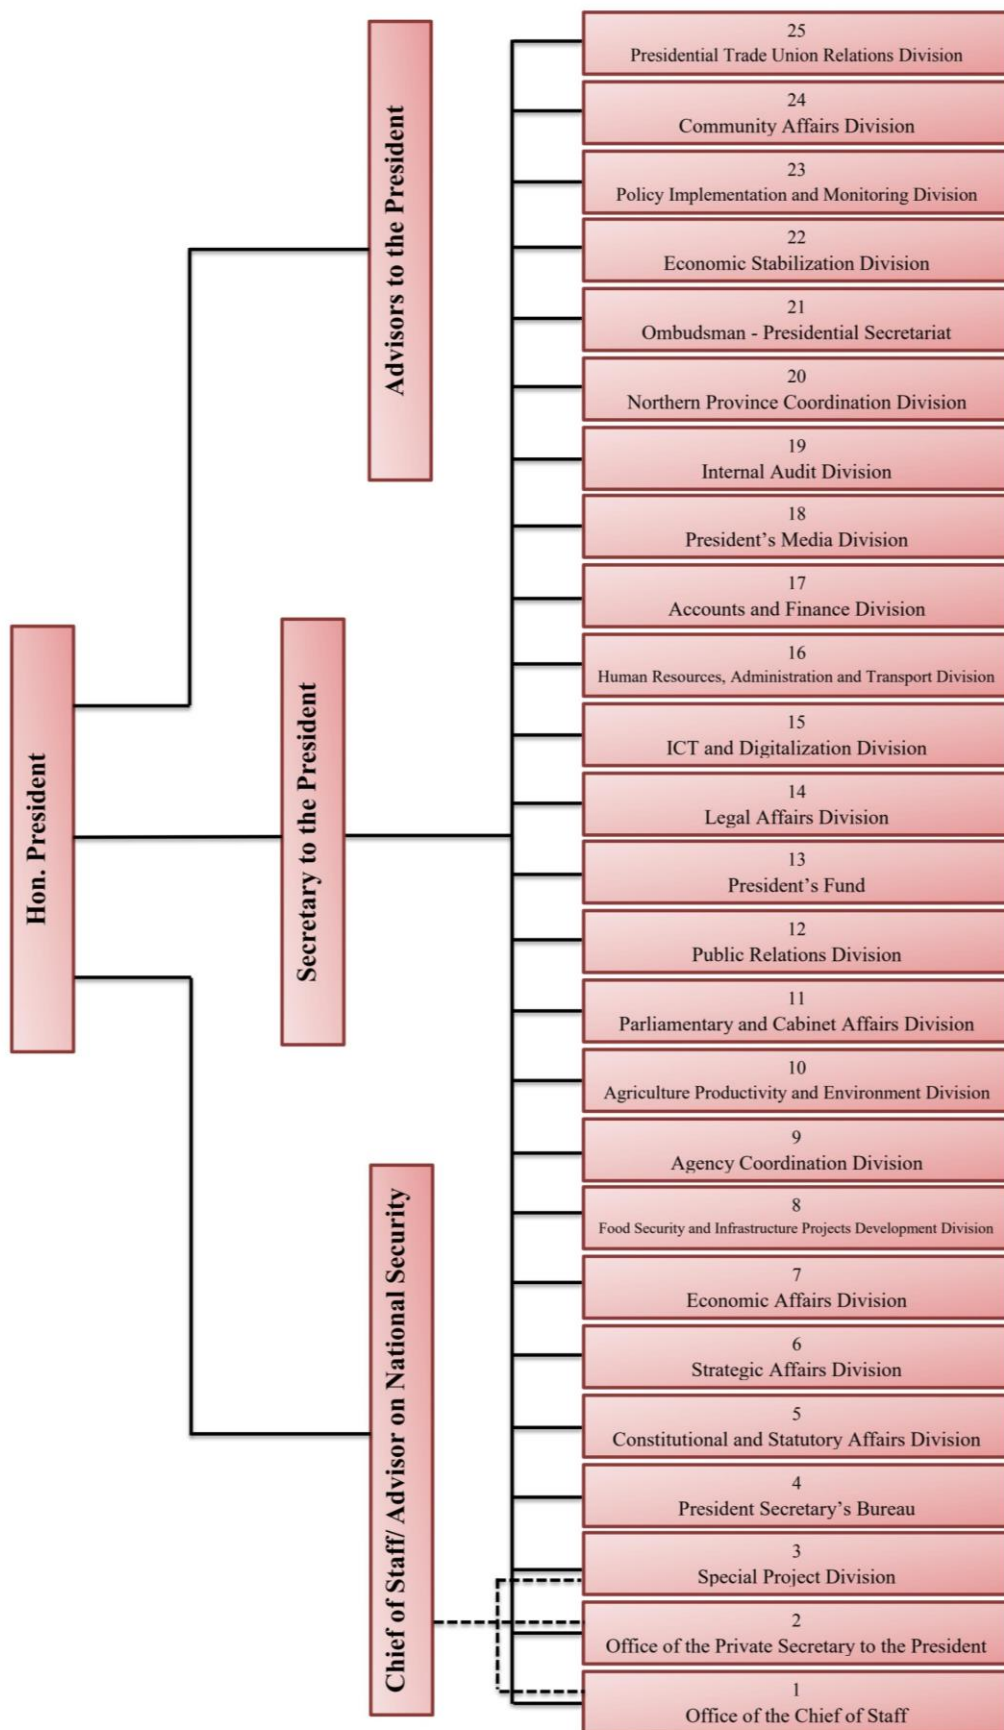 Hon. President
Advisors to the President
Secretary to the President
Chief of Staff/ Advisor on National Security
25
Presidential Trade Union Relations Division
24
Community Affairs Division
23
Policy Implementation and Monitoring Division
22
Economic Stabilization Division
21
Ombudsman - Presidential Secretariat
20
Northern Province Coordination Division
19
Internal Audit Division
18
President’s Media Division
17
Accounts and Finance Division
16
Human Resources, Administration and Transport Division
15
ICT and Digitalization Division
14
Legal Affairs Division
13
President’s Fund
12
Public Relations Division
11
Parliamentary and Cabinet Affairs Division
10
Agriculture Productivity and Environment Division
9
Agency Coordination Division
8
Food Security and Infrastructure Projects Development Division
7
Economic Affairs Division
6
Strategic Affairs Division
5
Constitutional and Statutory Affairs Division
4
President Secretary’s Bureau
3
Special Project Division
2
Office of the Private Secretary to the President
1
Office of the Chief of Staff